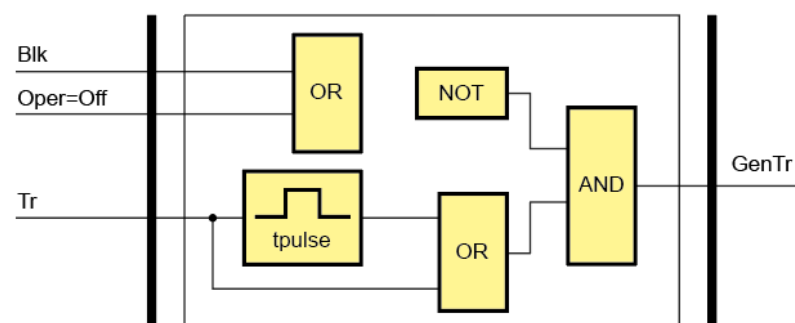 Blk
OR
NOT
Oper=Off
AND
GenTr
Tr
tpulse
OR